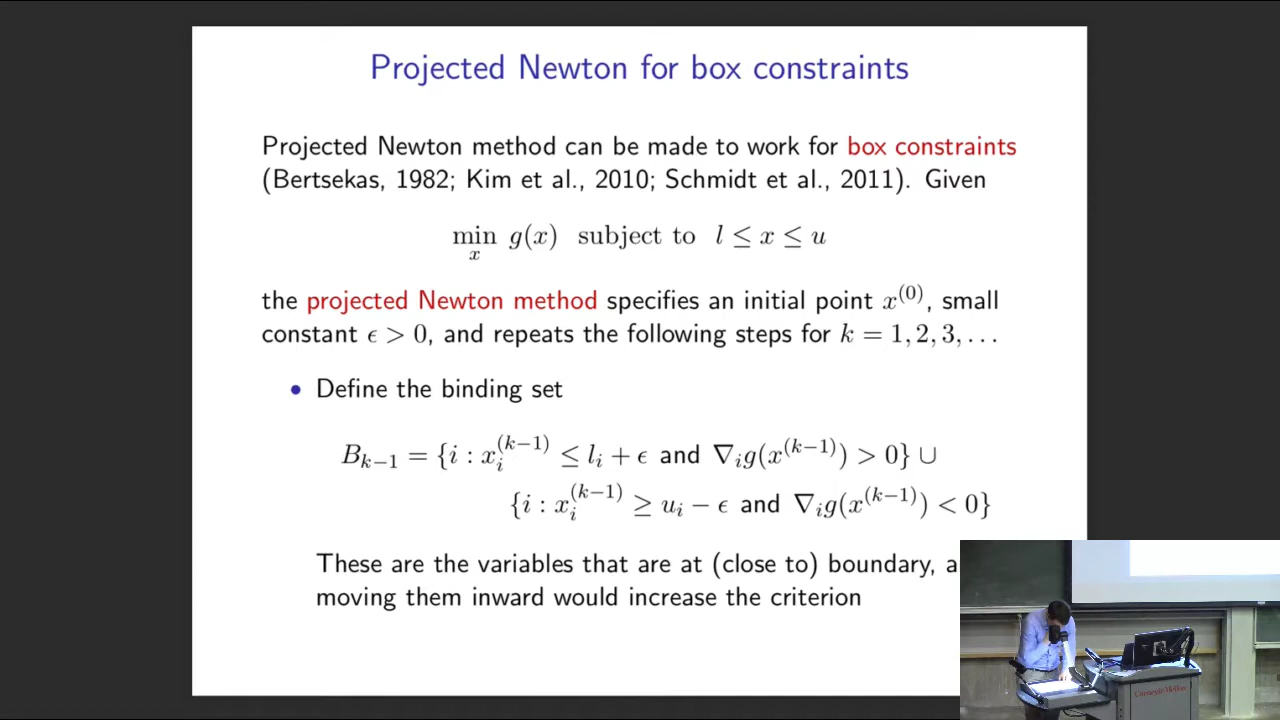 Projected Newton for box constraints
Projected Newton method can be made to work for box constraints
(Bertsekas, 1982; Kim et al., 2010; Schmidt et al., 2011). Given
min_x g(x) subject to l ≤ x ≤ u
the projected Newton method specifies an initial point x^(0), small
constant ϵ > 0, and repeats the following steps for k = 1, 2, 3, . . .
• Define the binding set
B_{k−1} = {i : x_i^{(k−1)} ≤ l_i + ϵ and ∇_i g(x^{(k−1)}) > 0} ∪
{i : x_i^{(k−1)} ≥ u_i − ϵ and ∇_i g(x^{(k−1)}) < 0}
These are the variables that are at (close to) boundary, a
moving them inward would increase the criterion
Carnegie Mellon